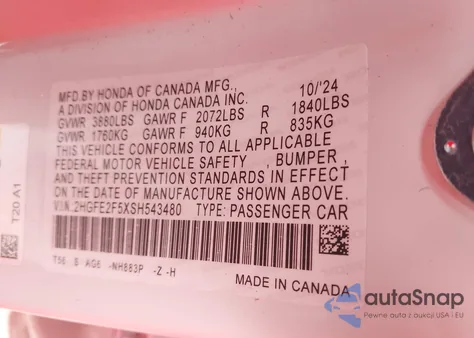 MFD.BY HONDA OF CANADA MFG., 10/'24
A DIVISION OF HONDA CANADA INC.
GVWR 3880LBS GAWR F 2072LBS R 1840LBS
GVWR 1760KG GAWR F 940KG R 835KG
THIS VEHICLE CONFORMS TO ALL APPLICABLE
FEDERAL MOTOR VEHICLE SAFETY , BUMPER ,
AND THEFT PREVENTION STANDARDS IN EFFECT
ON THE DATE OF MANUFACTURE SHOWN ABOVE.
V.I.N. 2HGFE2F5XSH543480 TYPE: PASSENGER CAR
-NH883P -Z -H
MADE IN CANADA
T20 A1
autaSnap
Pewne auta z aukcji USA i EU